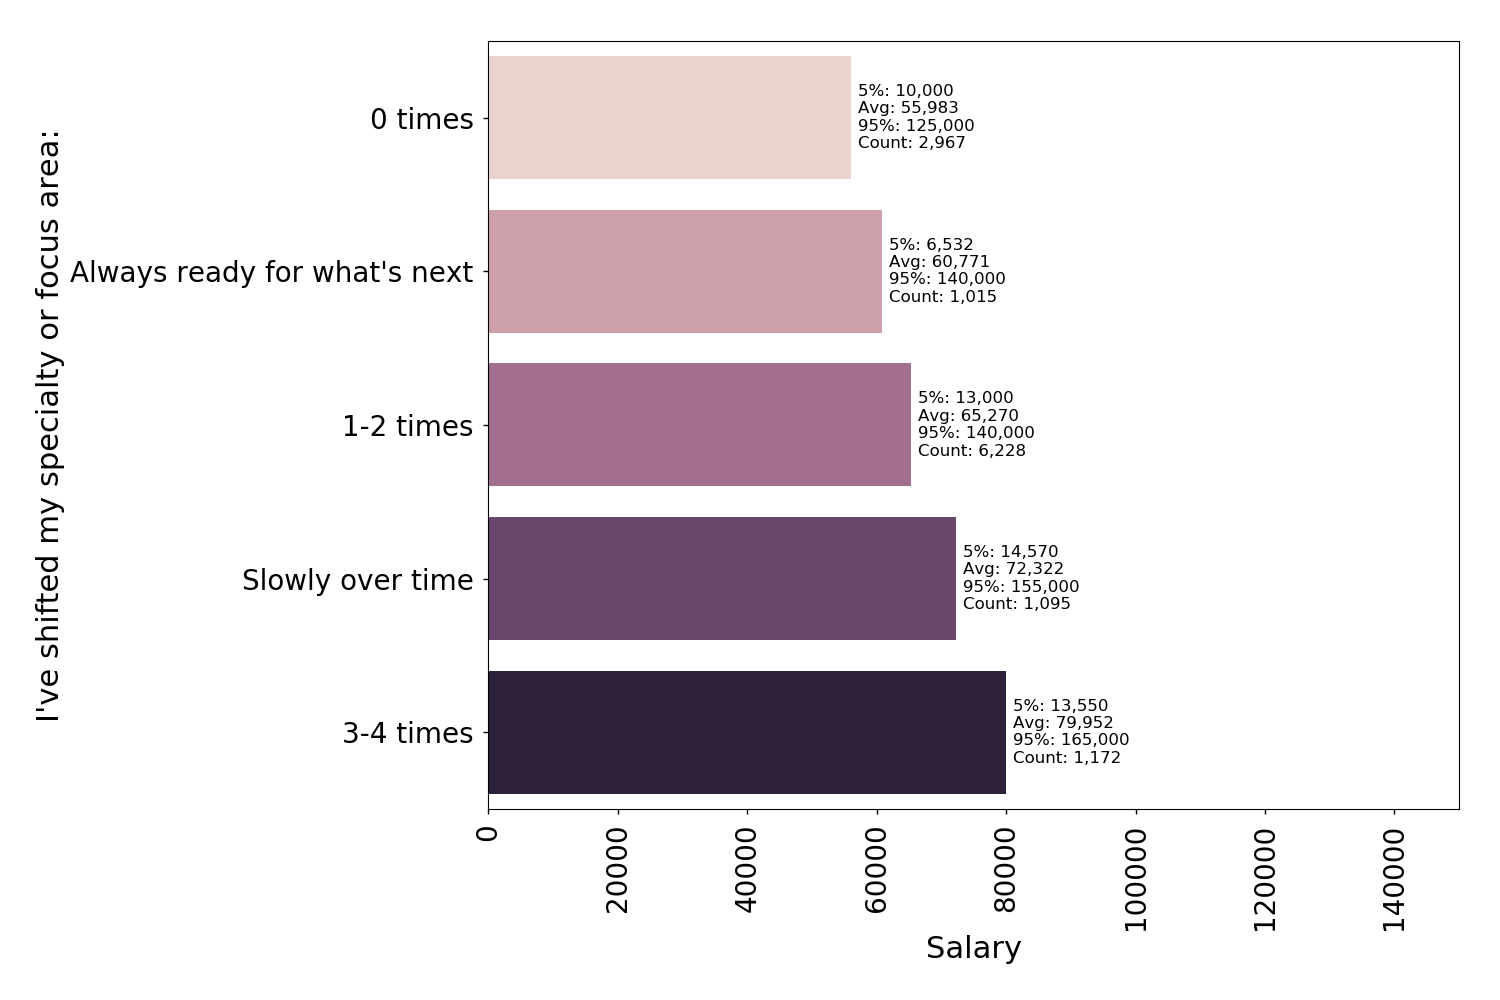 I've shifted my specialty or focus area:
0 times
5%: 10,000
Avg: 55,983
95%: 125,000
Count: 2,967
Always ready for what's next
5%: 6,532
Avg: 60,771
95%: 140,000
Count: 1,015
1-2 times
5%: 13,000
Avg: 65,270
95%: 140,000
Count: 6,228
Slowly over time
5%: 14,570
Avg: 72,322
95%: 155,000
Count: 1,095
3-4 times
5%: 13,550
Avg: 79,952
95%: 165,000
Count: 1,172
0
20000
40000
60000
80000
100000
120000
140000
Salary